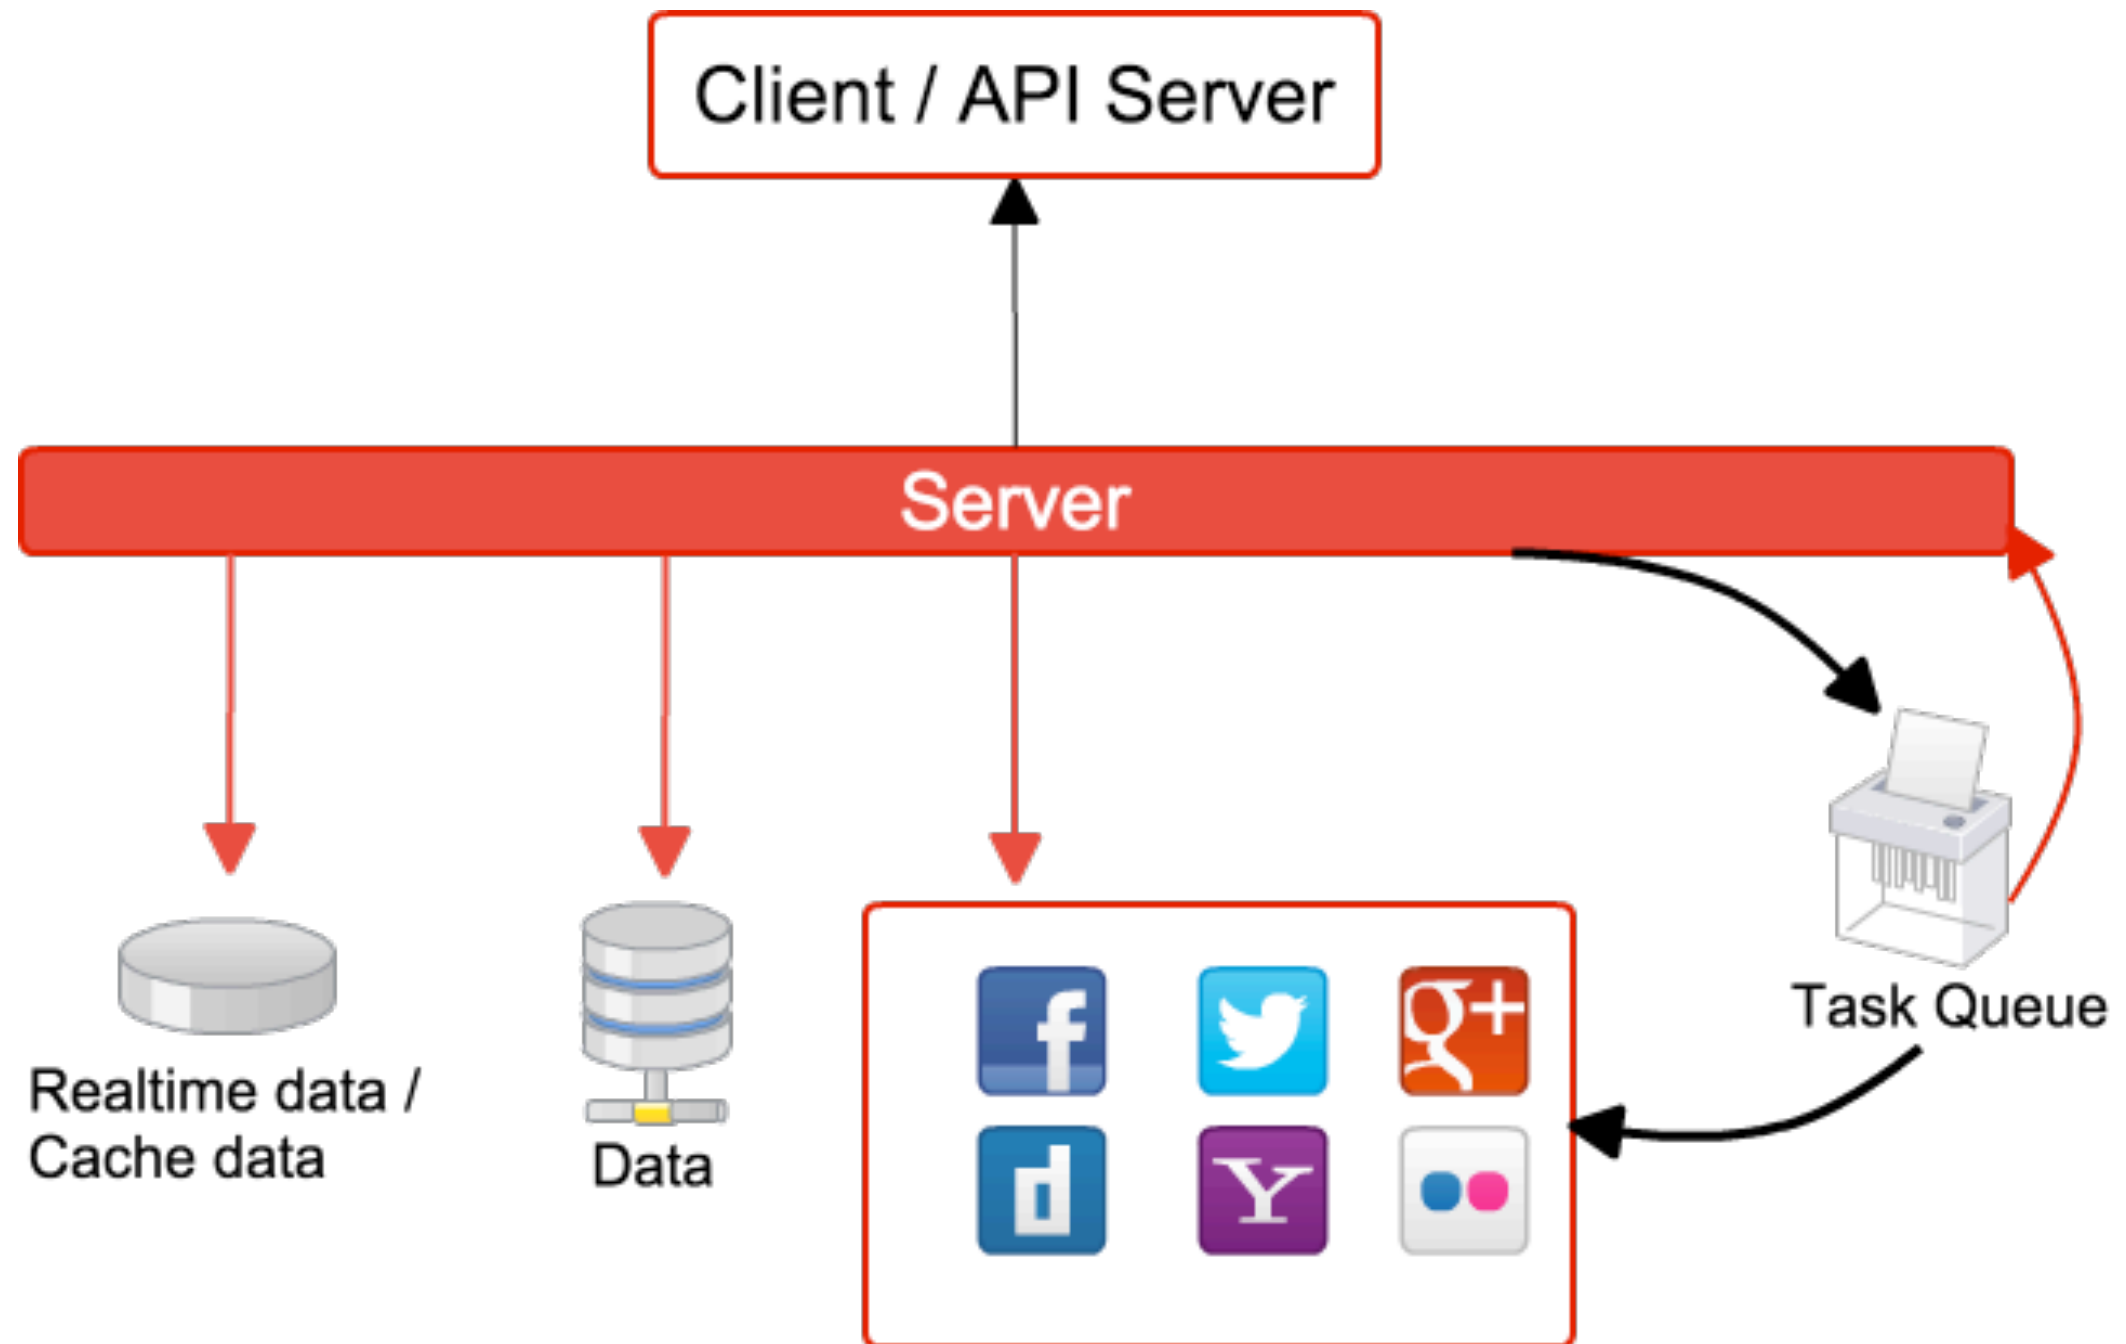 Client / API Server
Server
Realtime data /
Cache data
Data
f
g+
d
Y
Task Queue